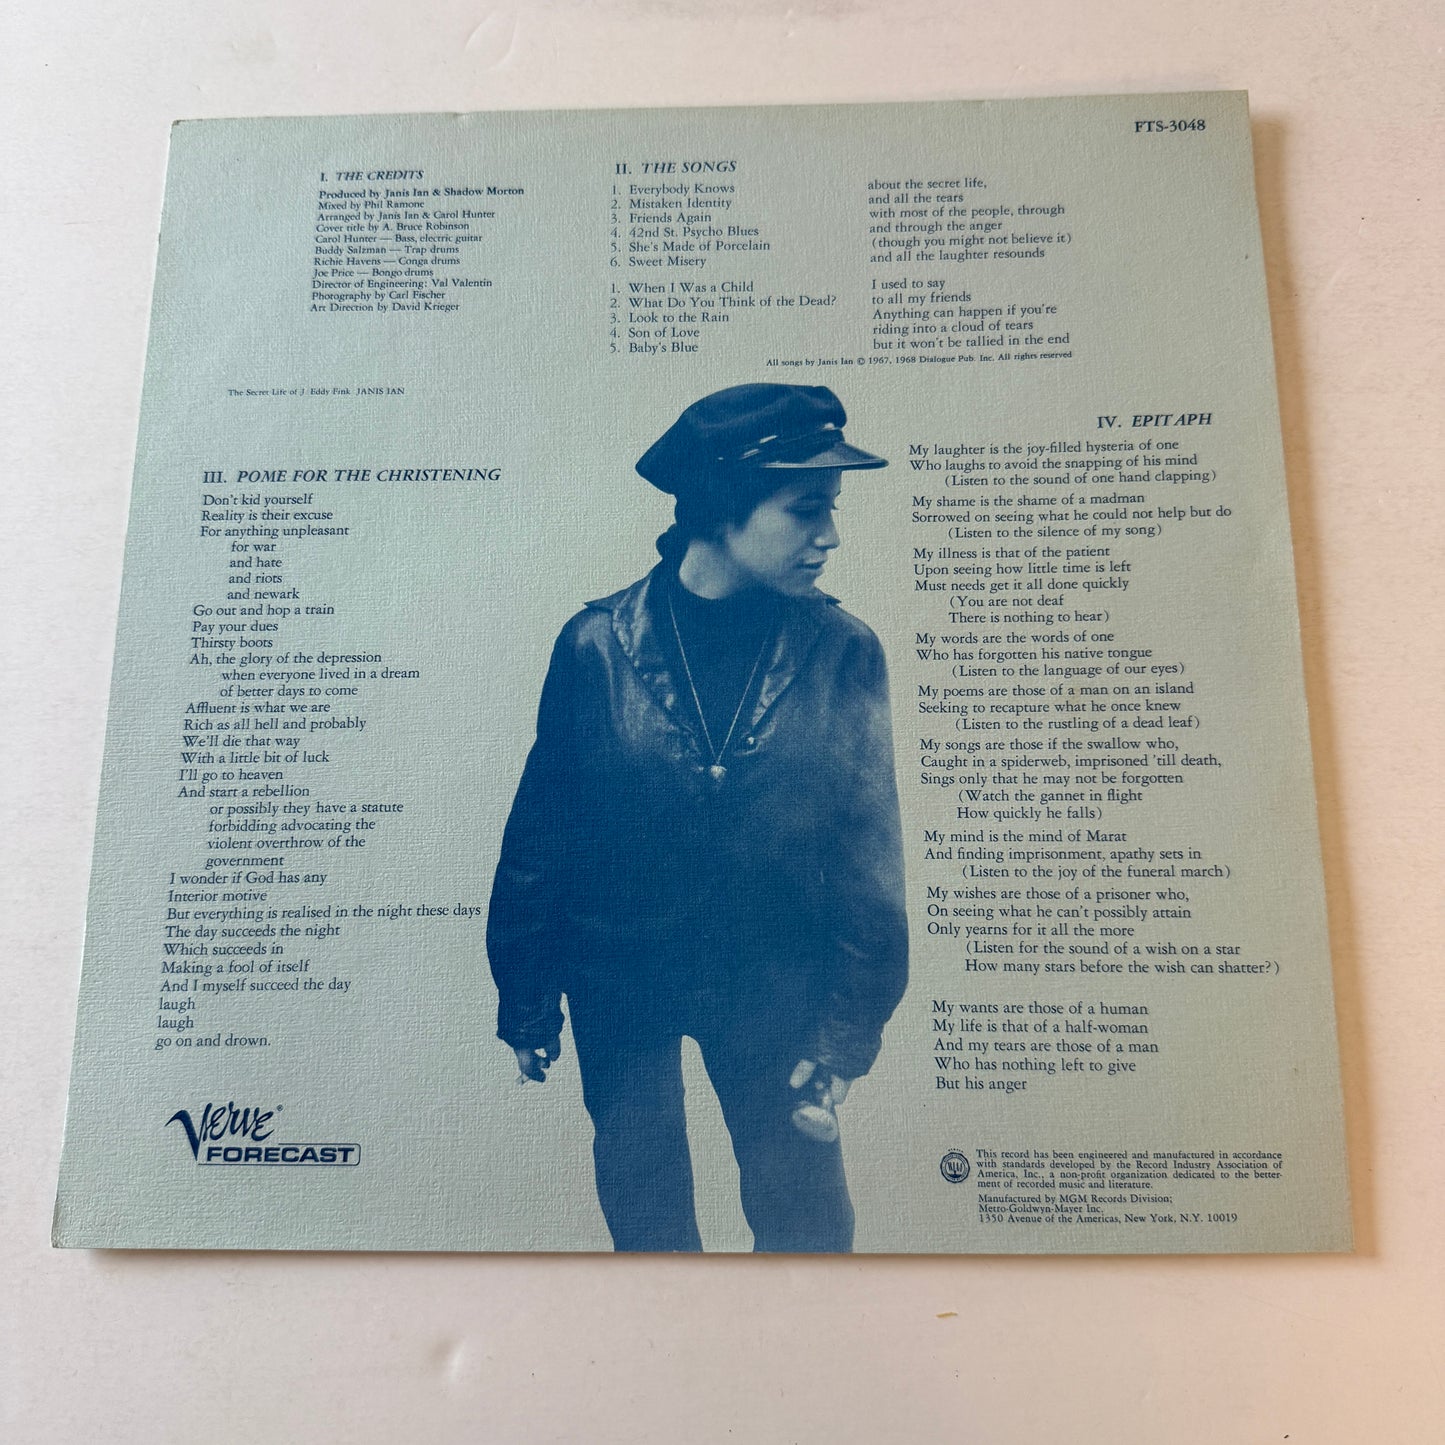 FTS-3048
I. THE CREDITS
Produced by Janis Ian & Shadow Morton
Mixed by Phil Ramone
Arranged by Janis Ian & Carol Hunter
Cover title by A. Bruce Robinson
Carol Hunter — Bass, electric guitar
Buddy Salzman — Trap drums
Richie Havens — Conga drums
Joe Price — Bongo drums
Director of Engineering: Val Valentin
Photography by Carl Fischer
Art Direction by David Krieger
II. THE SONGS
1. Everybody Knows
2. Mistaken Identity
3. Friends Again
4. 42nd St. Psycho Blues
5. She's Made of Porcelain
6. Sweet Misery
1. When I Was a Child
2. What Do You Think of the Dead?
3. Look to the Rain
4. Son of Love
5. Baby's Blue
about the secret life,
and all the tears
with most of the people, through
and through the anger
(though you might not believe it)
and all the laughter resounds
I used to say
to all my friends
Anything can happen if you're
riding into a cloud of tears
but it won't be tallied in the end
All songs by Janis Ian © 1967, 1968 Dialogue Pub. Inc. All rights reserved
The Secret Life of J. Eddy Fink JANIS IAN
III. POME FOR THE CHRISTENING
Don't kid yourself
Reality is their excuse
For anything unpleasant
for war
and hate
and riots
and newark
Go out and hop a train
Pay your dues
Thirsty boots
Ah, the glory of the depression
when everyone lived in a dream
of better days to come
Affluent is what we are
Rich as all hell and probably
We'll die that way
With a little bit of luck
I'll go to heaven
And start a rebellion
or possibly they have a statute
forbidding advocating the
violent overthrow of the
government
I wonder if God has any
Interior motive
But everything is realised in the night these days
The day succeeds the night
Which succeeds in
Making a fool of itself
And I myself succeed the day
laugh
laugh
go on and drown.
IV. EPITAPH
My laughter is the joy-filled hysteria of one
Who laughs to avoid the snapping of his mind
(Listen to the sound of one hand clapping)
My shame is the shame of a madman
Sorrowed on seeing what he could not help but do
(Listen to the silence of my song)
My illness is that of the patient
Upon seeing how little time is left
Must needs get it all done quickly
(You are not deaf
There is nothing to hear)
My words are the words of one
Who has forgotten his native tongue
(Listen to the language of our eyes)
My poems are those of a man on an island
Seeking to recapture what he once knew
(Listen to the rustling of a dead leaf)
My songs are those if the swallow who,
Caught in a spiderweb, imprisoned 'till death,
Sings only that he may not be forgotten
(Watch the gannet in flight
How quickly he falls)
My mind is the mind of Marat
And finding imprisonment, apathy sets in
(Listen to the joy of the funeral march)
My wishes are those of a prisoner who,
On seeing what he can't possibly attain
Only yearns for it all the more
(Listen for the sound of a wish on a star
How many stars before the wish can shatter?)
My wants are those of a human
My life is that of a half-woman
And my tears are those of a man
Who has nothing left to give
But his anger
Verve®
FORECAST
RIAA
This record has been engineered and manufactured in accordance
with standards developed by the Record Industry Association of
America, Inc., a non-profit organization dedicated to the better-
ment of recorded music and literature.
Manufactured by MGM Records Division;
Metro-Goldwyn-Mayer Inc.
1350 Avenue of the Americas, New York, N.Y. 10019